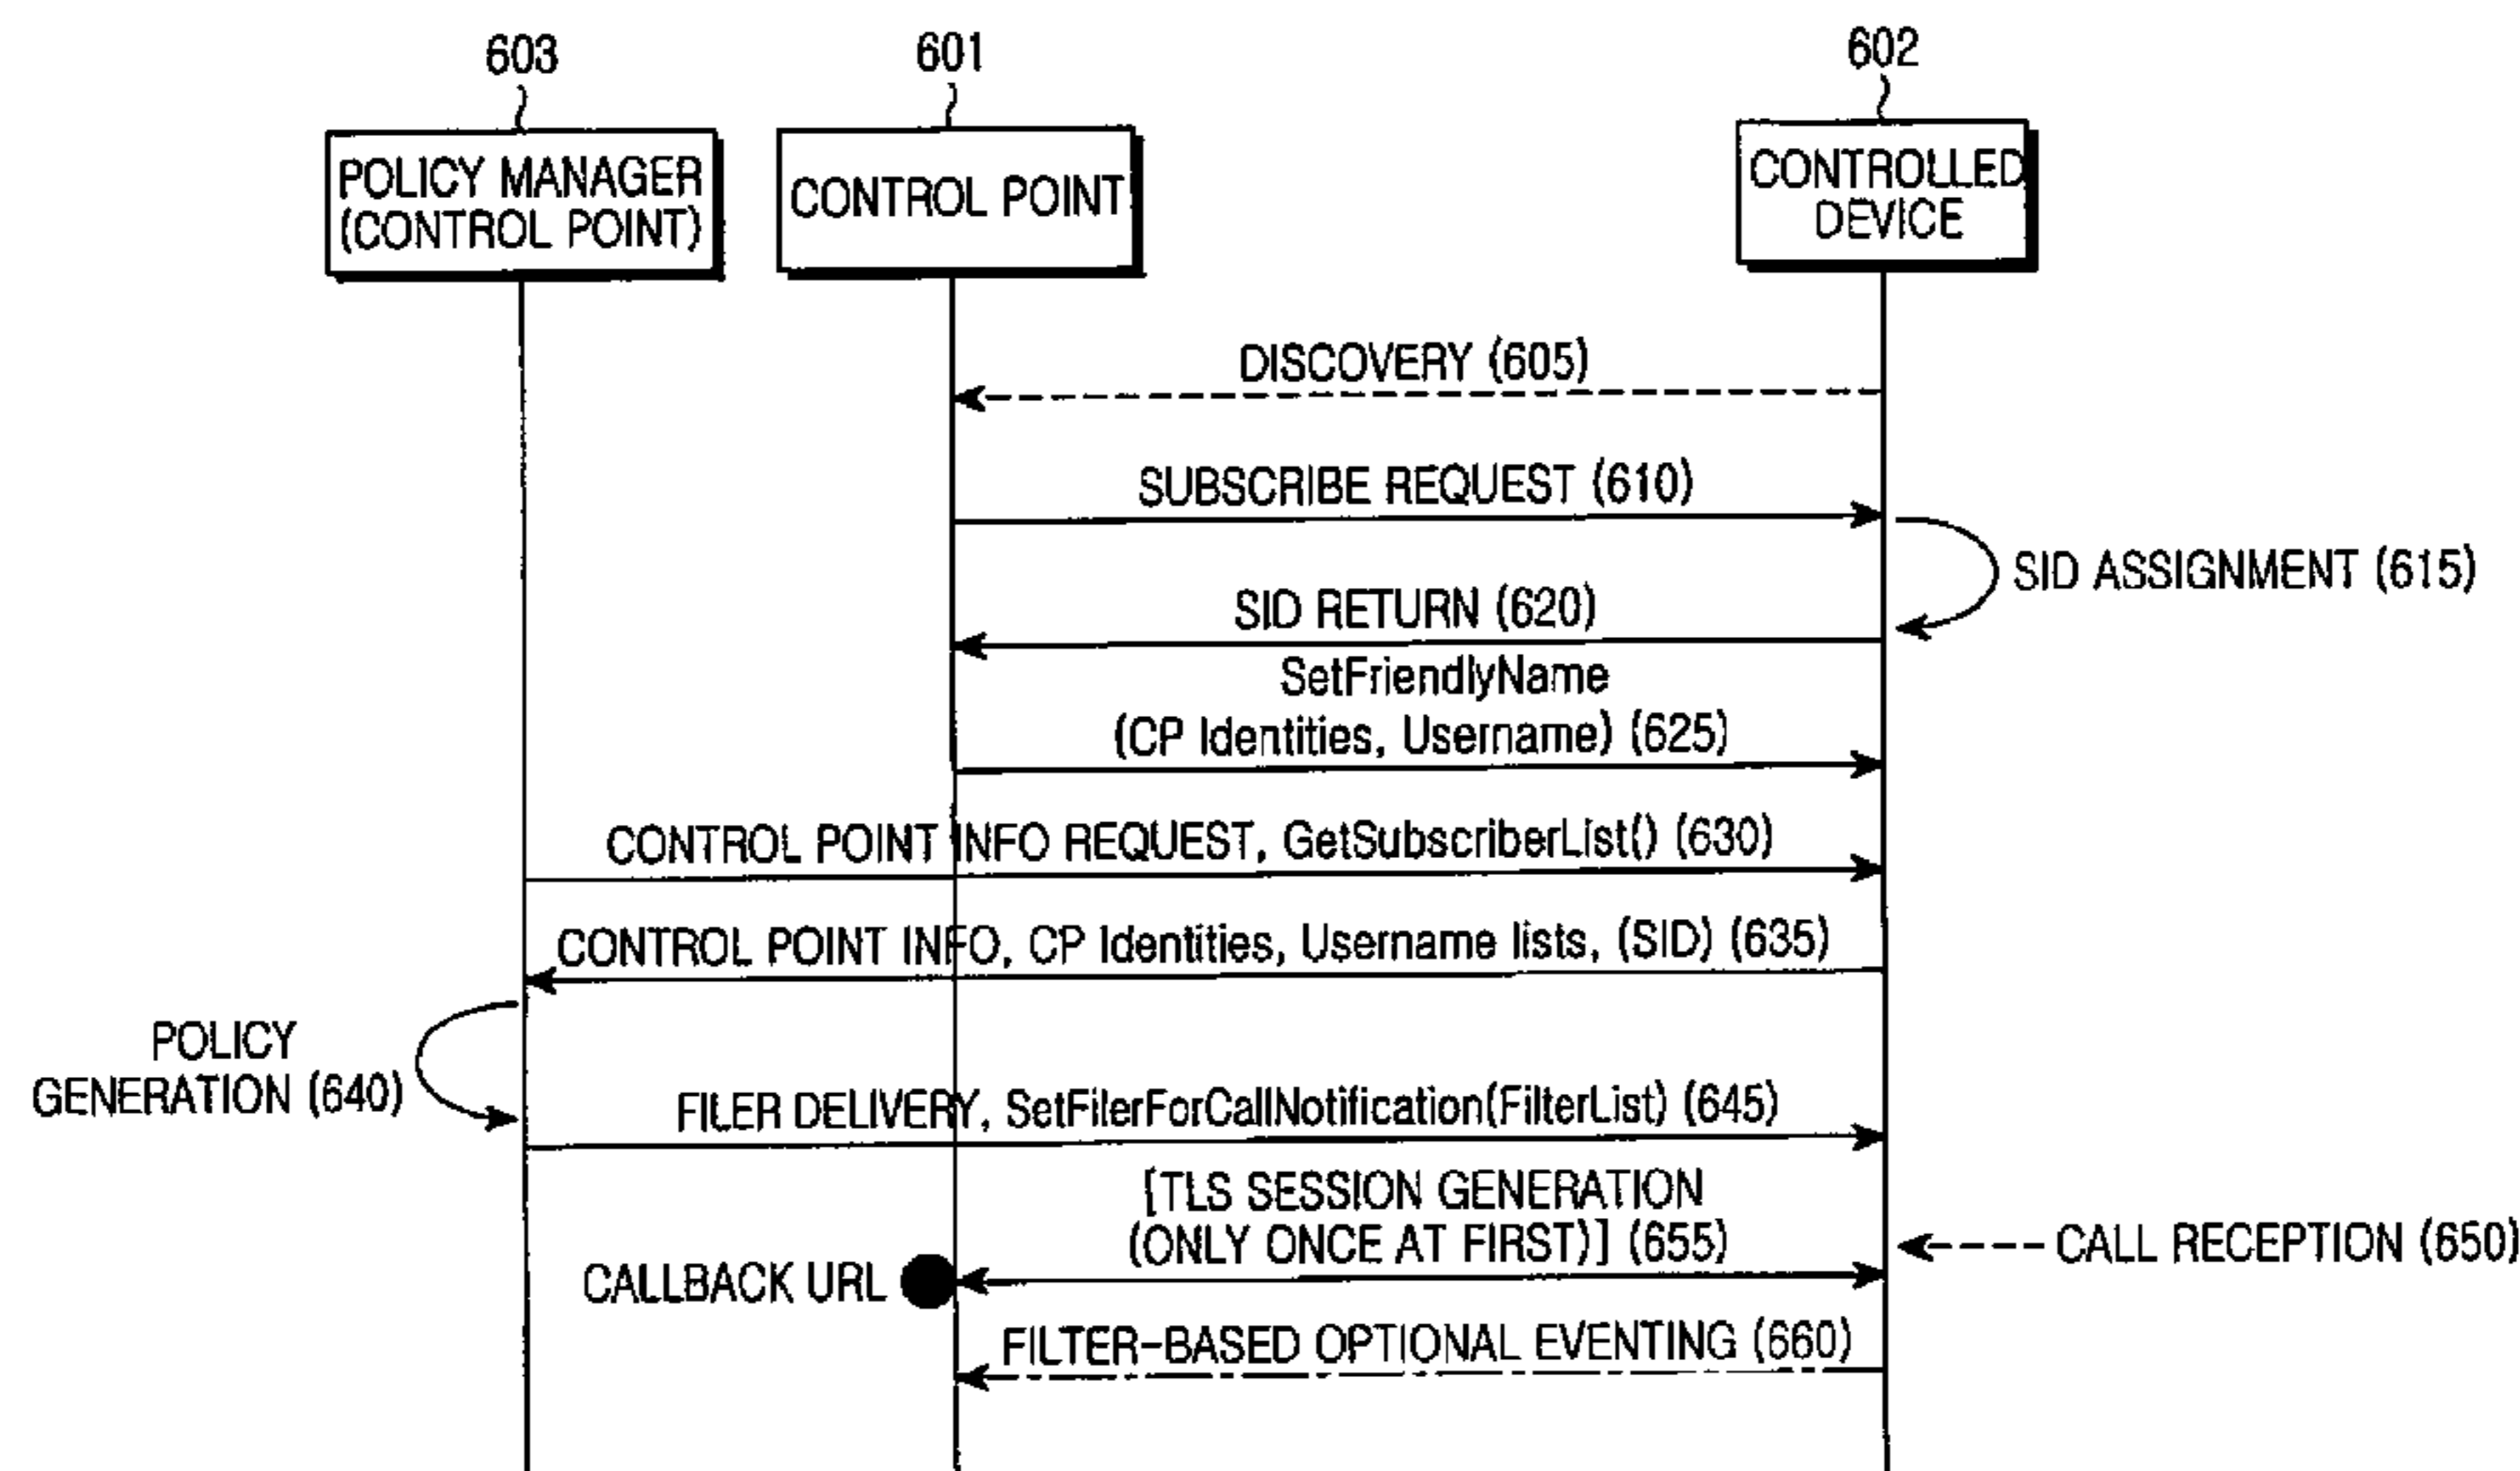 603
601
602
POLICY MANAGER
(CONTROL POINT)
CONTROL POINT
CONTROLLED
DEVICE
DISCOVERY (605)
SUBSCRIBE REQUEST (610)
SID ASSIGNMENT (615)
SID RETURN (620)
SetFriendlyName
(CP Identities, Username) (625)
CONTROL POINT INFO REQUEST, GetSubscriberList() (630)
CONTROL POINT INFO, CP Identities, Username lists, (SID) (635)
POLICY
GENERATION (640)
FILER DELIVERY, SetFilerForCallNotification(FilterList) (645)
[TLS SESSION GENERATION
(ONLY ONCE AT FIRST)] (655)
CALL RECEPTION (650)
CALLBACK URL
FILTER-BASED OPTIONAL EVENTING (660)